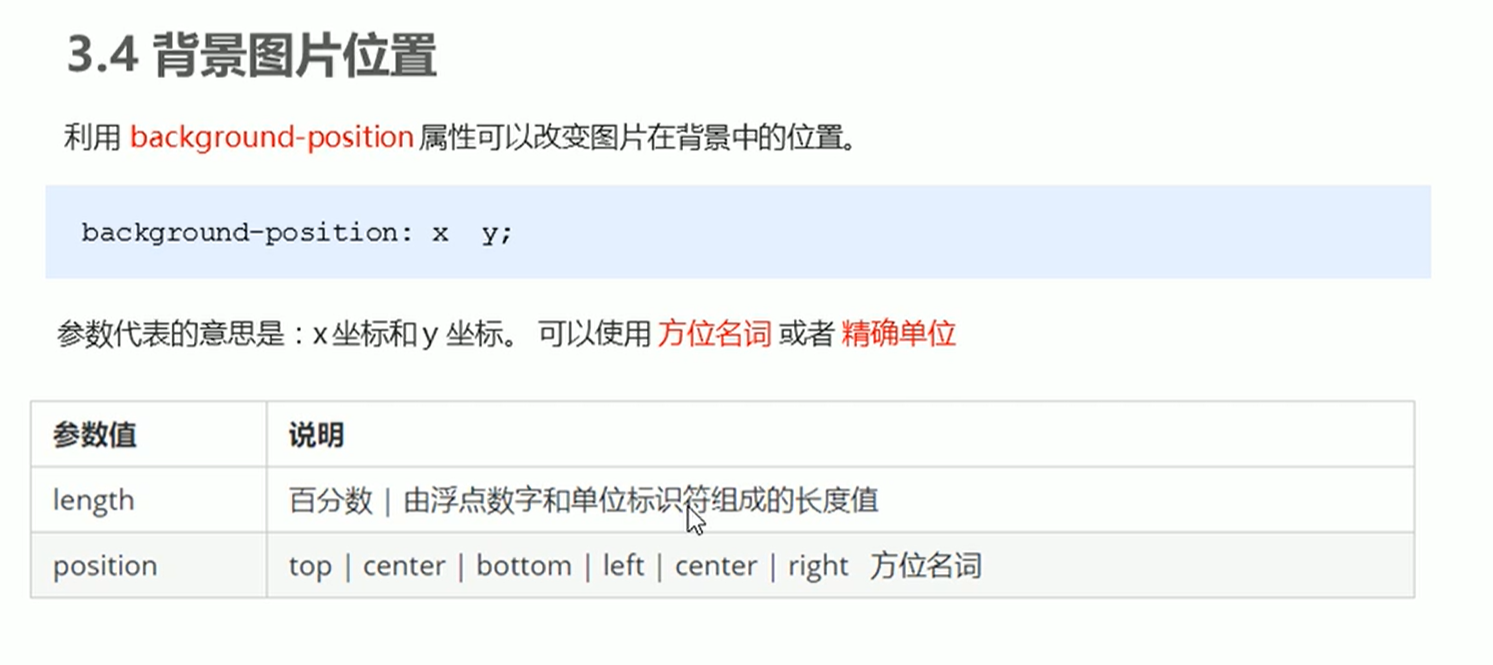 3.4 背景图片位置
利用 background-position 属性可以改变图片在背景中的位置。
background-position: x  y;
参数代表的意思是：x 坐标和 y 坐标。 可以使用 方位名词 或者 精确单位
参数值 说明
length 百分数 | 由浮点数字和单位标识符组成的长度值
position top | center | bottom | left | center | right 方位名词